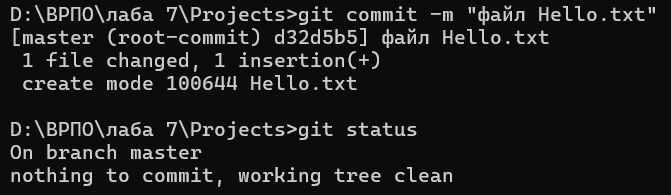 D:\ВРПО\лаба 7\Projects>git commit -m "файл Hello.txt"
[master (root-commit) d32d5b5] файл Hello.txt
 1 file changed, 1 insertion(+)
 create mode 100644 Hello.txt

D:\ВРПО\лаба 7\Projects>git status
On branch master
nothing to commit, working tree clean